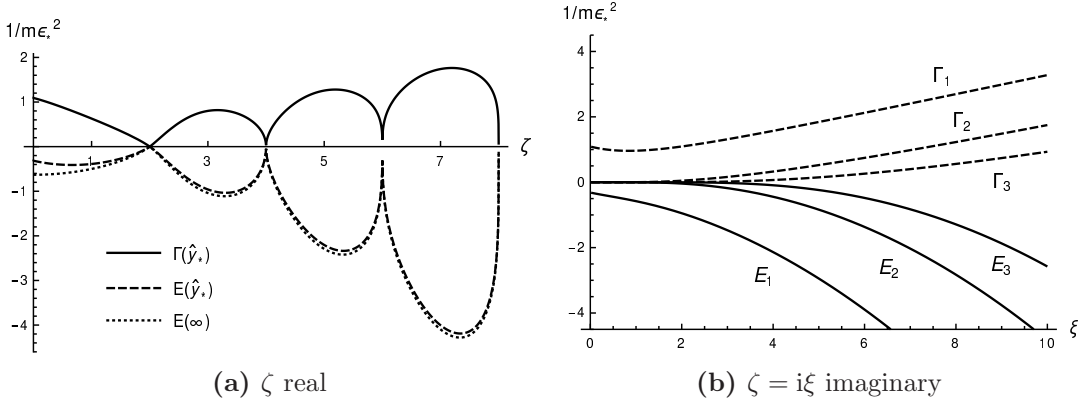 1/mϵ⋆²
2
1
ζ
1 3 5 7
−1
−2
−3
−4
Γ(ŷ⋆)
E(ŷ⋆)
E(∞)
(a) ζ real
1/mϵ⋆²
4
2
0
−2
−4
Γ₁
Γ₂
Γ₃
E₁
E₂
E₃
0 2 4 6 8 10
ξ
(b) ζ = iξ imaginary